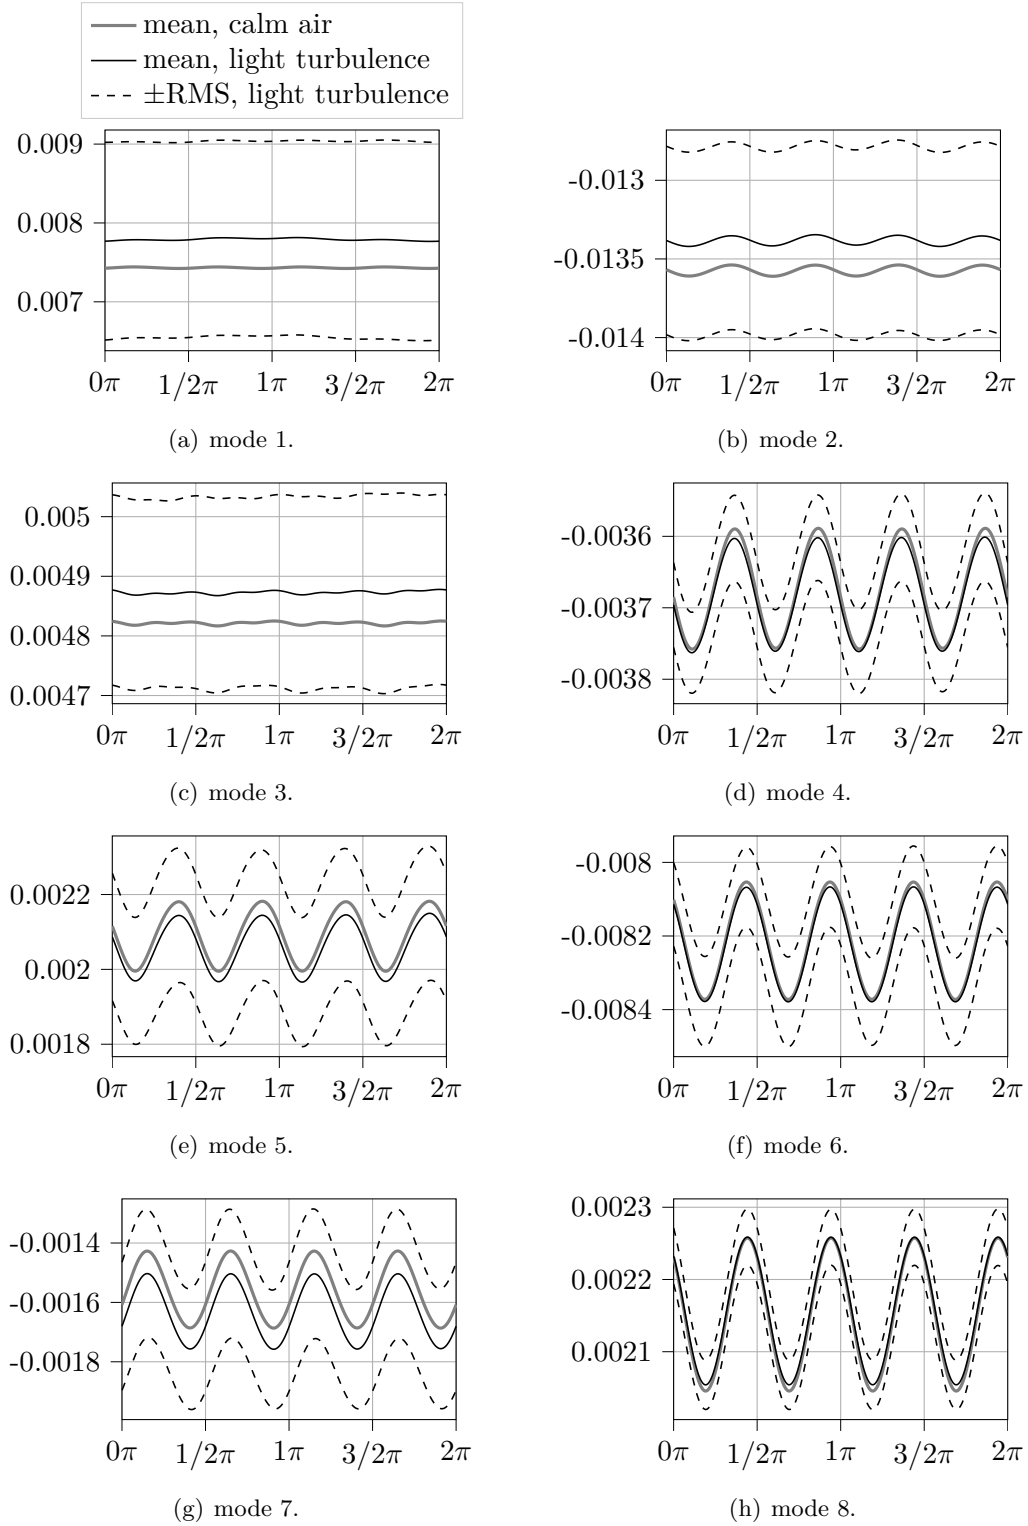 mean, calm air
mean, light turbulence
±RMS, light turbulence
0.009
0.008
0.007
0π 1/2π 1π 3/2π 2π
(a) mode 1.
-0.013
-0.0135
-0.014
0π 1/2π 1π 3/2π 2π
(b) mode 2.
0.005
0.0049
0.0048
0.0047
0π 1/2π 1π 3/2π 2π
(c) mode 3.
-0.0036
-0.0037
-0.0038
0π 1/2π 1π 3/2π 2π
(d) mode 4.
0.0022
0.002
0.0018
0π 1/2π 1π 3/2π 2π
(e) mode 5.
-0.008
-0.0082
-0.0084
0π 1/2π 1π 3/2π 2π
(f) mode 6.
-0.0014
-0.0016
-0.0018
0π 1/2π 1π 3/2π 2π
(g) mode 7.
0.0023
0.0022
0.0021
0π 1/2π 1π 3/2π 2π
(h) mode 8.